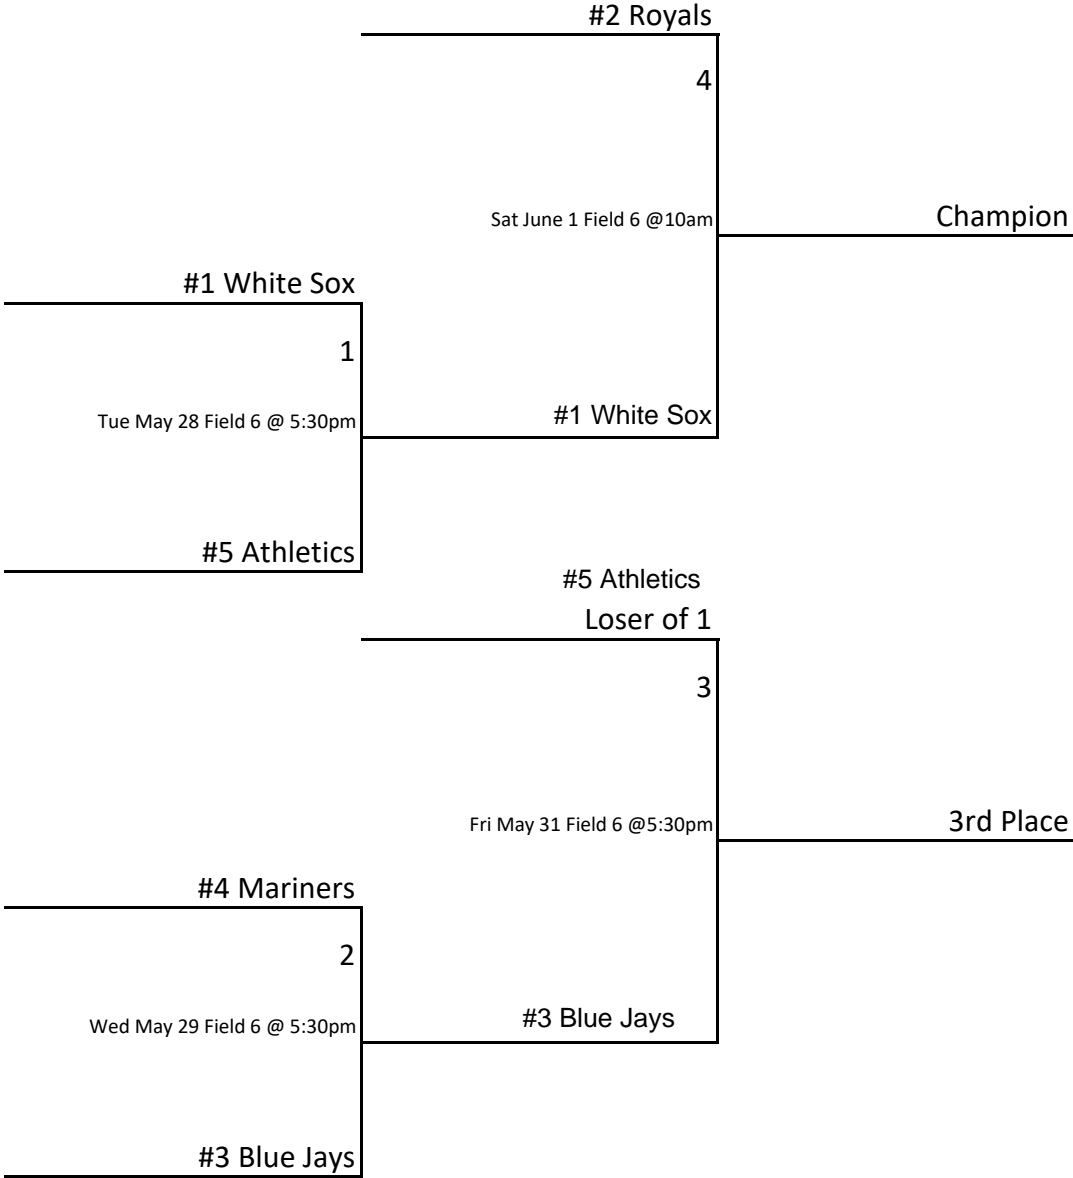 #2 Royals
4
Sat June 1 Field 6 @10am
Champion
#1 White Sox
1
Tue May 28 Field 6 @ 5:30pm
#1 White Sox
#5 Athletics
#5 Athletics
Loser of 1
3
Fri May 31 Field 6 @5:30pm
3rd Place
#4 Mariners
2
Wed May 29 Field 6 @ 5:30pm
#3 Blue Jays
#3 Blue Jays